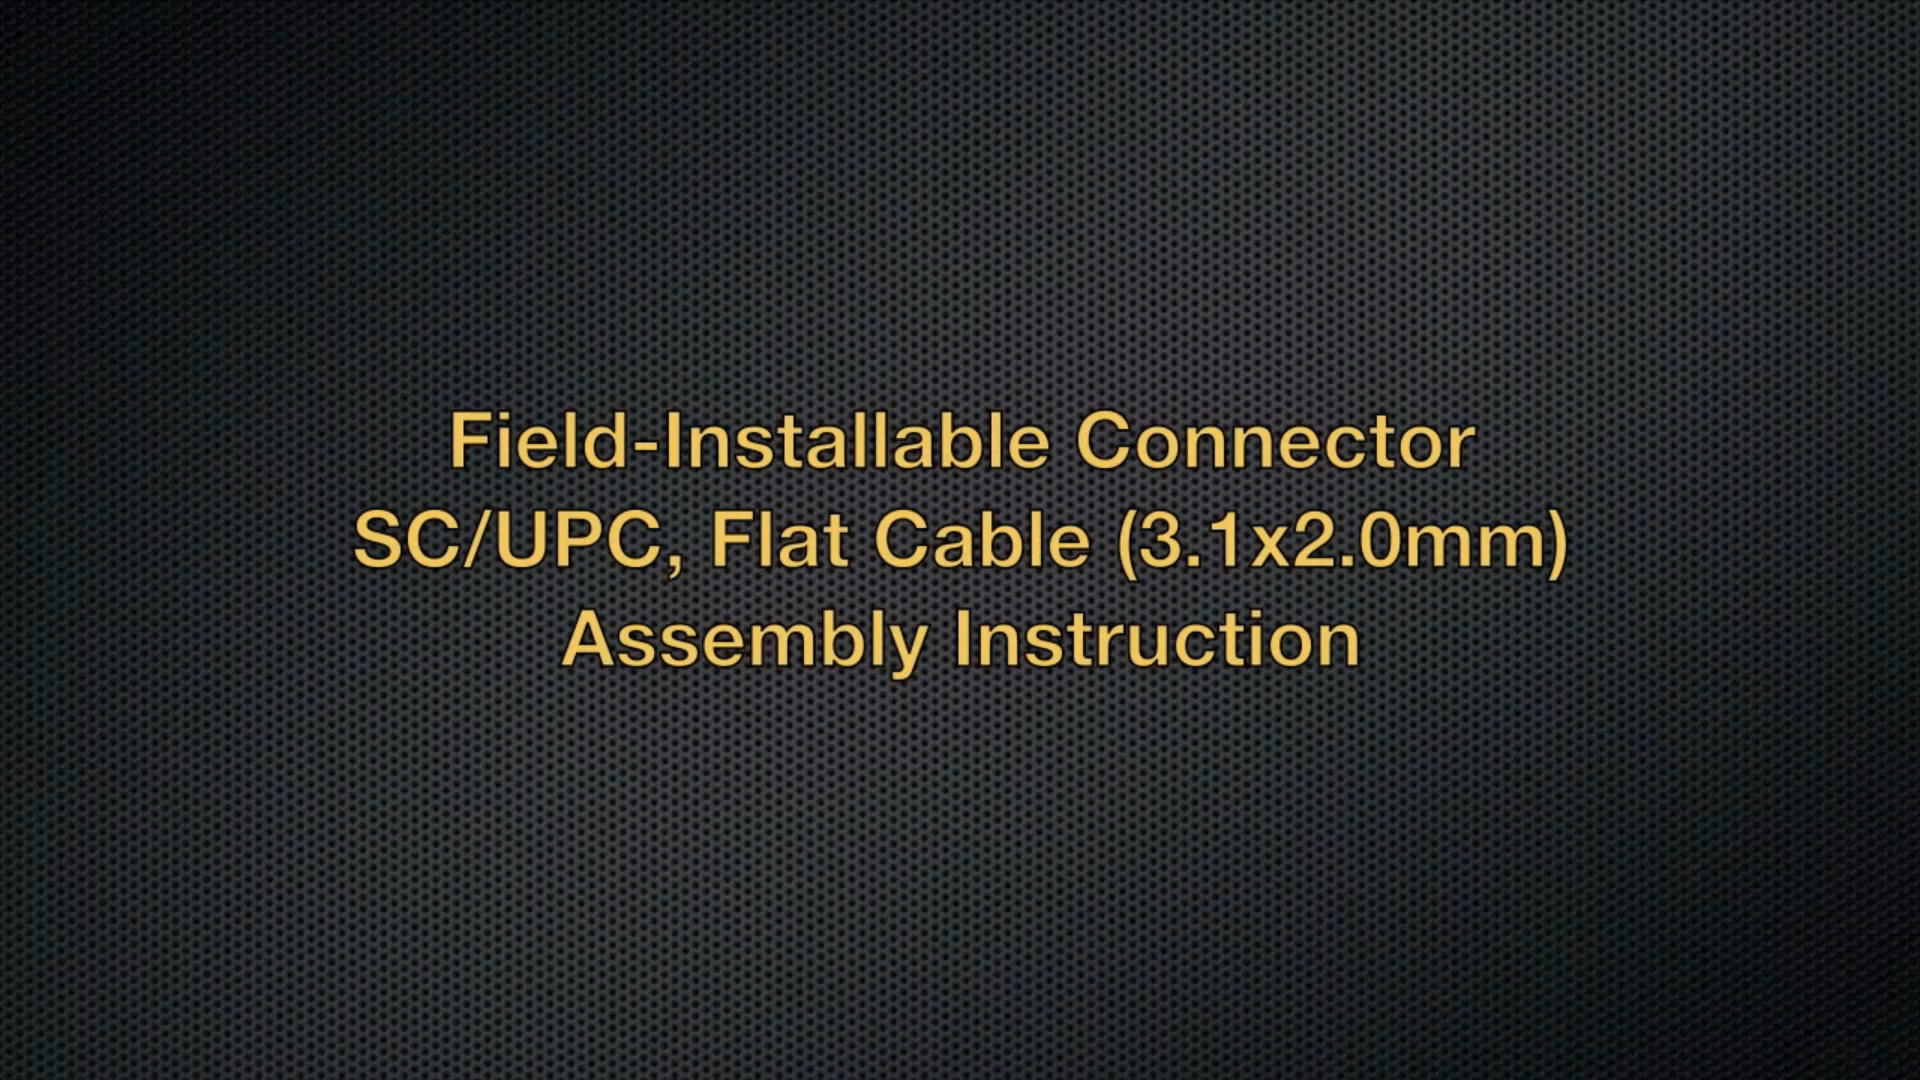 Field-Installable Connector
SC/UPC, Flat Cable (3.1x2.0mm)
Assembly Instruction